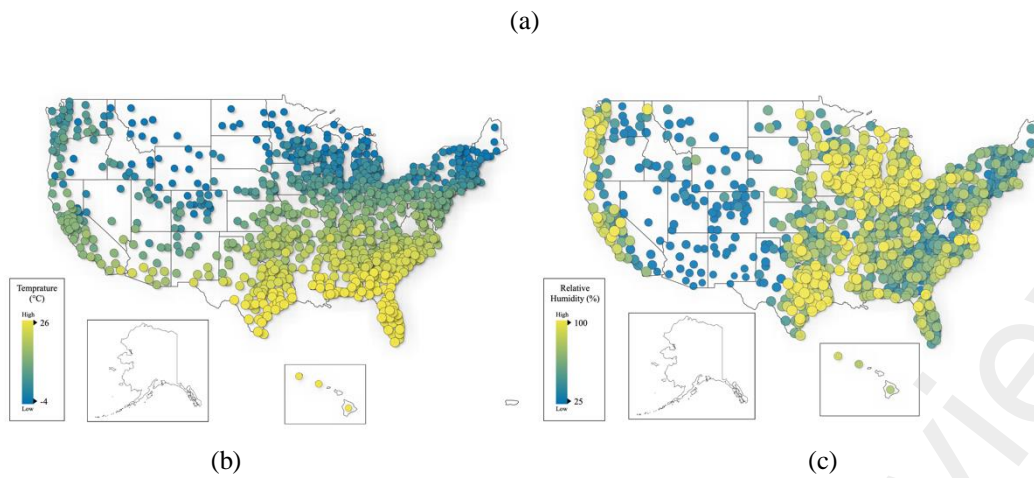 (a)
Temprature
(°C)
High
26
-4
Low
Relative
Humidity (%)
High
100
25
Low
(b)
(c)